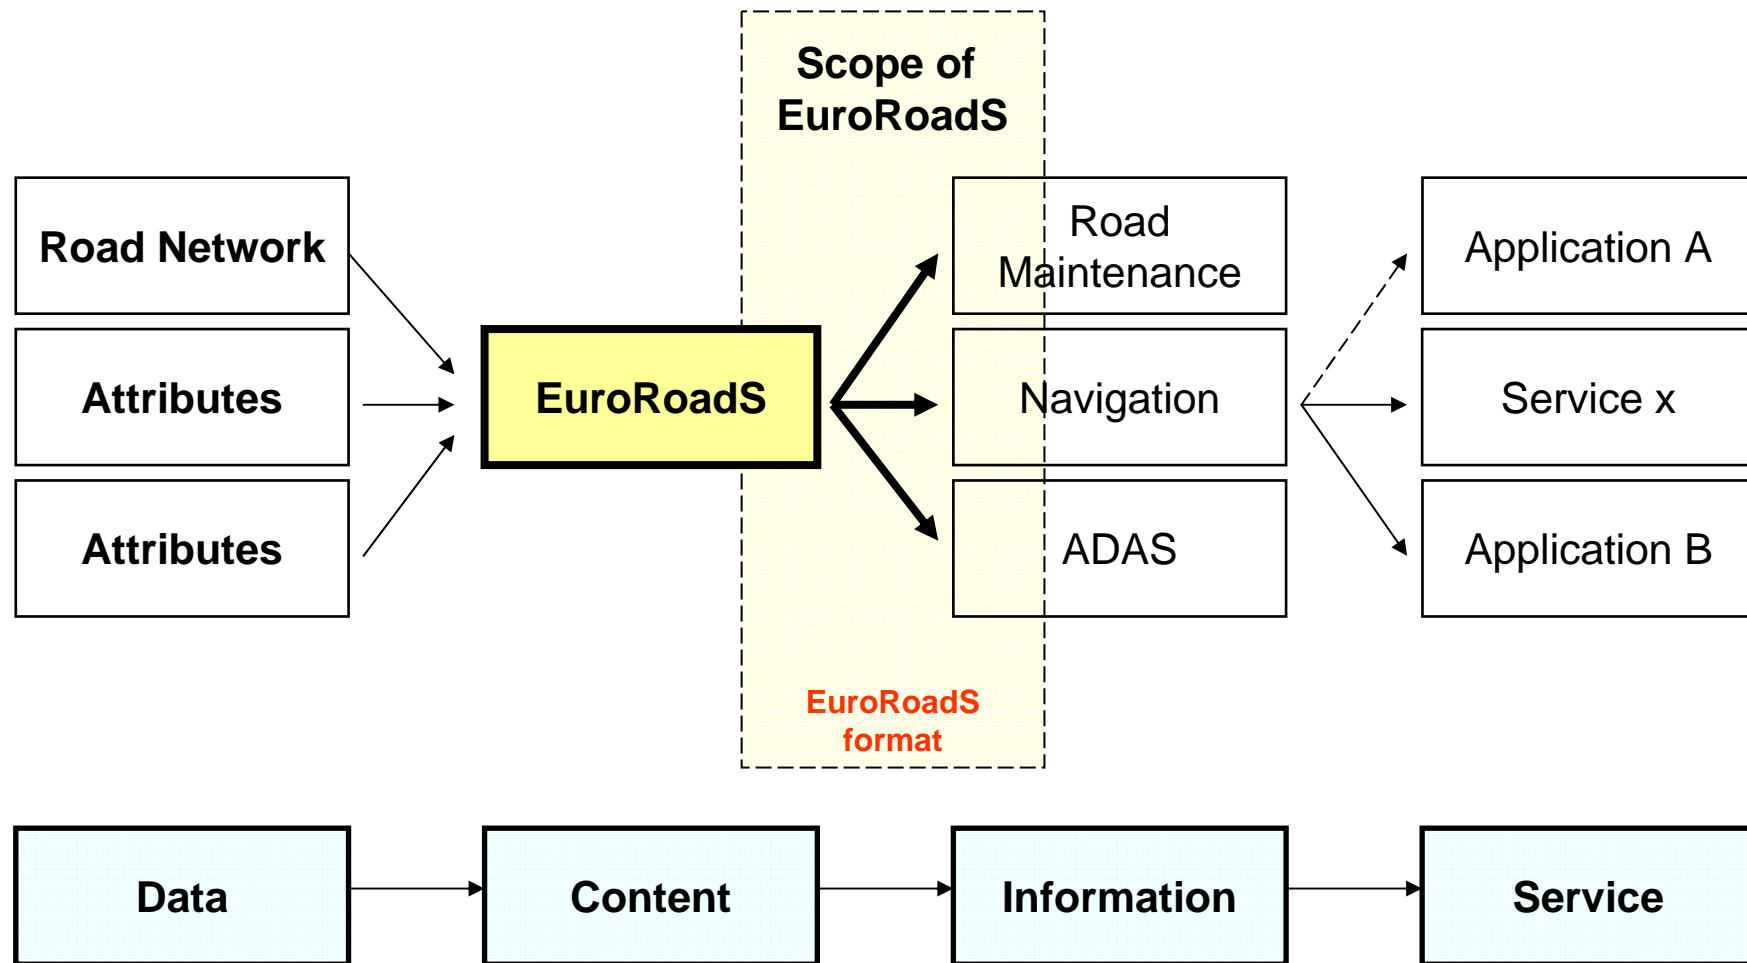 Scope of
EuroRoadS
Road Network
Road
Maintenance
Application A
Attributes
EuroRoadS
Navigation
Service x
Attributes
ADAS
Application B
EuroRoadS
format
Data
Content
Information
Service